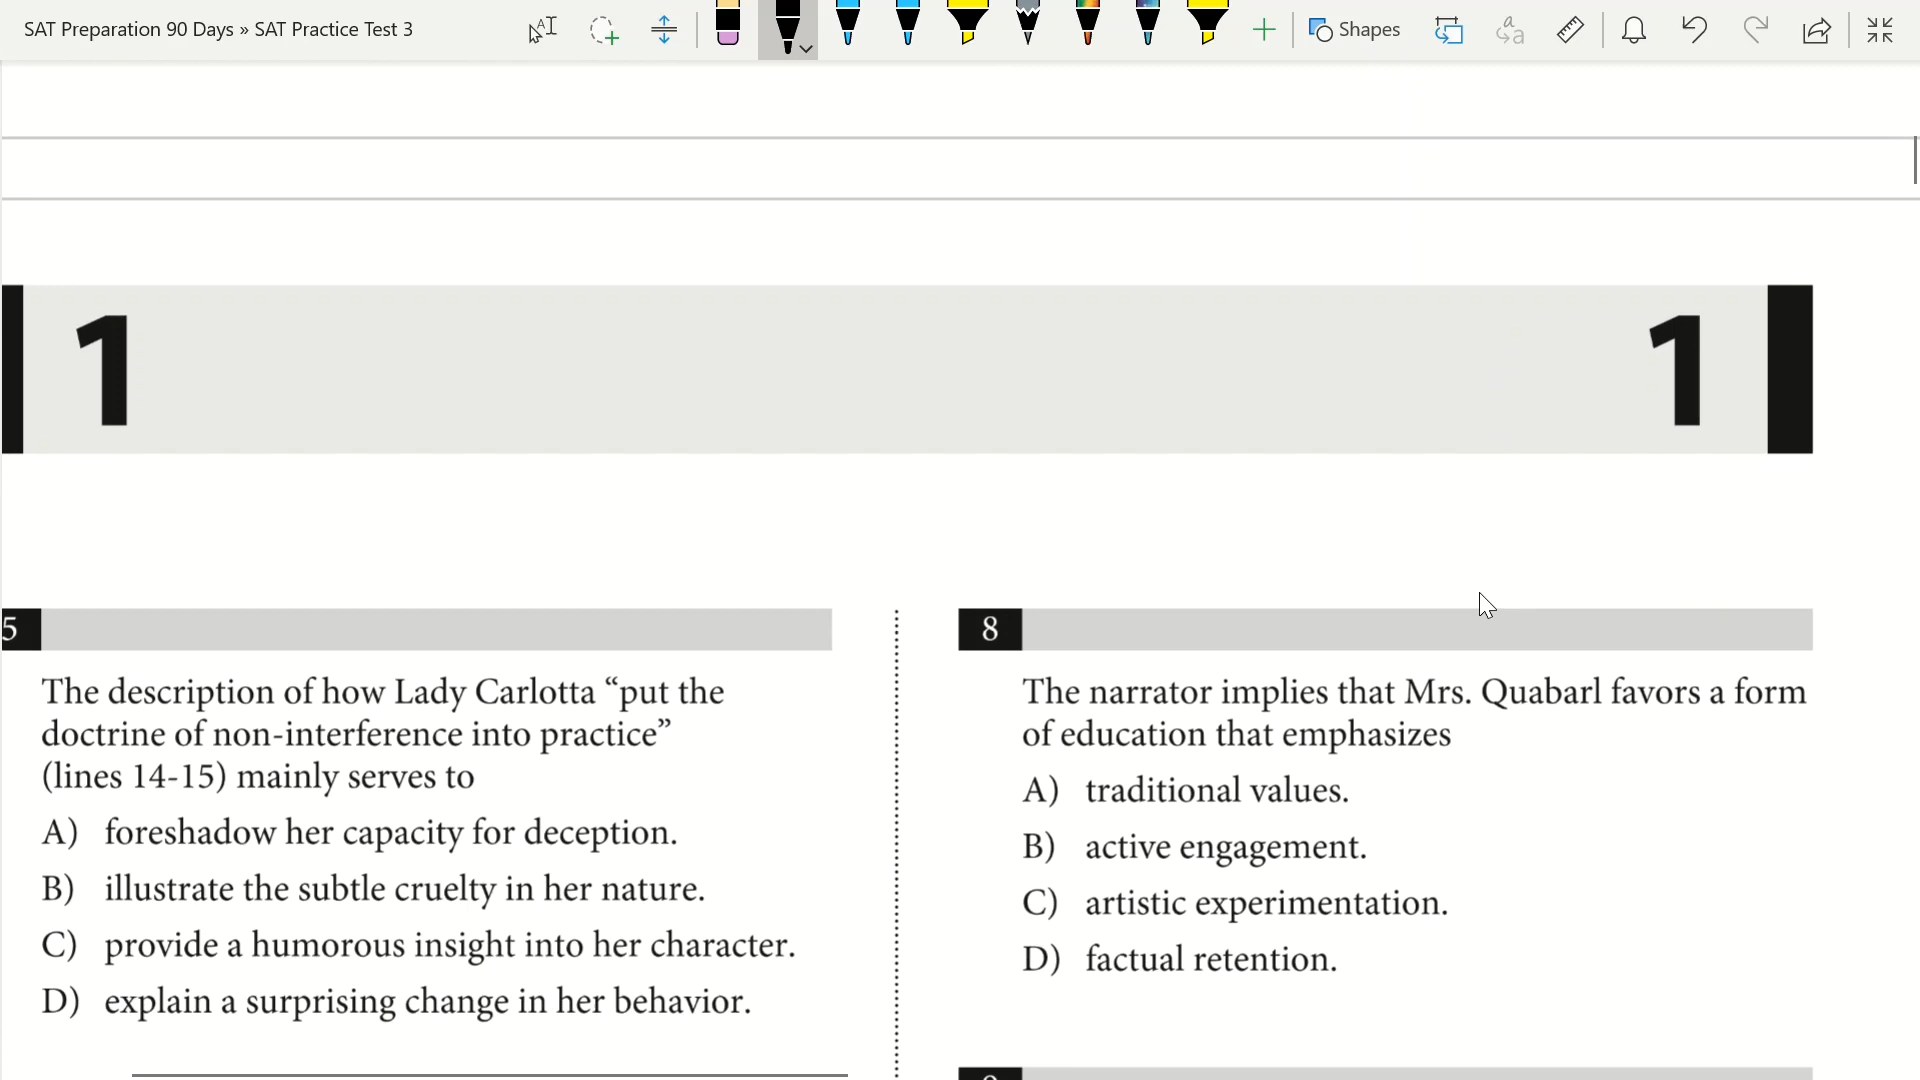 SAT Preparation 90 Days » SAT Practice Test 3
Shapes
1
1
5
The description of how Lady Carlotta “put the
doctrine of non-interference into practice”
(lines 14-15) mainly serves to
A) foreshadow her capacity for deception.
B) illustrate the subtle cruelty in her nature.
C) provide a humorous insight into her character.
D) explain a surprising change in her behavior.
8
The narrator implies that Mrs. Quabarl favors a form
of education that emphasizes
A) traditional values.
B) active engagement.
C) artistic experimentation.
D) factual retention.